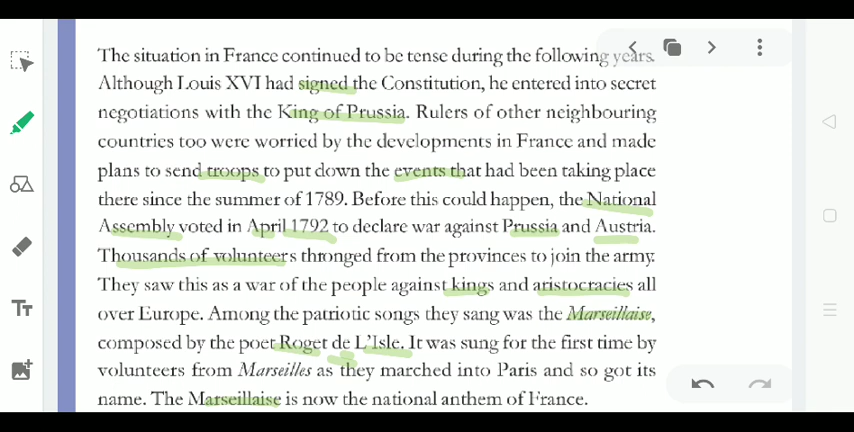 The situation in France continued to be tense during the following years.
Although Louis XVI had signed the Constitution, he entered into secret
negotiations with the King of Prussia. Rulers of other neighbouring
countries too were worried by the developments in France and made
plans to send troops to put down the events that had been taking place
there since the summer of 1789. Before this could happen, the National
Assembly voted in April 1792 to declare war against Prussia and Austria.
Thousands of volunteers thronged from the provinces to join the army.
They saw this as a war of the people against kings and aristocracies all
over Europe. Among the patriotic songs they sang was the Marseillaise,
composed by the poet Roget de L’Isle. It was sung for the first time by
volunteers from Marseilles as they marched into Paris and so got its
name. The Marseillaise is now the national anthem of France.
Tт